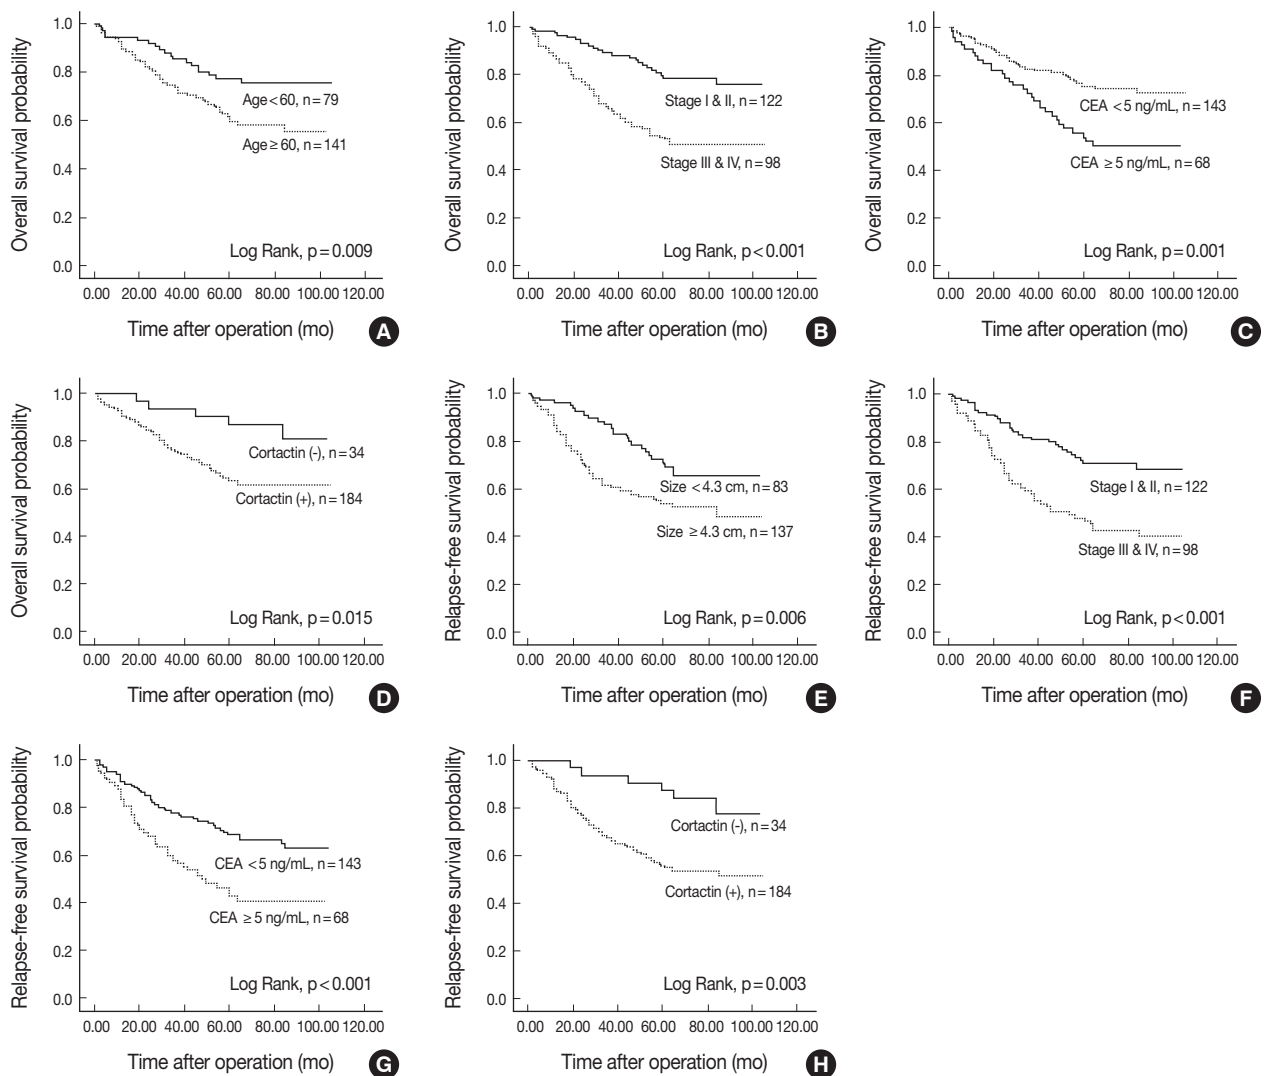 Overall survival probability
1.0
0.8
0.6
0.4
0.2
0.0
Age < 60, n = 79
Age ≥ 60, n = 141
Log Rank, p = 0.009
0.00 20.00 40.00 60.00 80.00 100.00 120.00
Time after operation (mo)
A
Overall survival probability
1.0
0.8
0.6
0.4
0.2
0.0
Stage I & II, n = 122
Stage III & IV, n = 98
Log Rank, p < 0.001
0.00 20.00 40.00 60.00 80.00 100.00 120.00
Time after operation (mo)
B
Overall survival probability
1.0
0.8
0.6
0.4
0.2
0.0
CEA < 5 ng/mL, n = 143
CEA ≥ 5 ng/mL, n = 68
Log Rank, p = 0.001
0.00 20.00 40.00 60.00 80.00 100.00 120.00
Time after operation (mo)
C
Overall survival probability
1.0
0.8
0.6
0.4
0.2
0.0
Cortactin (-), n = 34
Cortactin (+), n = 184
Log Rank, p = 0.015
0.00 20.00 40.00 60.00 80.00 100.00 120.00
Time after operation (mo)
D
Relapse-free survival probability
1.0
0.8
0.6
0.4
0.2
0.0
Size < 4.3 cm, n = 83
Size ≥ 4.3 cm, n = 137
Log Rank, p = 0.006
0.00 20.00 40.00 60.00 80.00 100.00 120.00
Time after operation (mo)
E
Relapse-free survival probability
1.0
0.8
0.6
0.4
0.2
0.0
Stage I & II, n = 122
Stage III & IV, n = 98
Log Rank, p < 0.001
0.00 20.00 40.00 60.00 80.00 100.00 120.00
Time after operation (mo)
F
Relapse-free survival probability
1.0
0.8
0.6
0.4
0.2
0.0
CEA < 5 ng/mL, n = 143
CEA ≥ 5 ng/mL, n = 68
Log Rank, p < 0.001
0.00 20.00 40.00 60.00 80.00 100.00 120.00
Time after operation (mo)
G
Relapse-free survival probability
1.0
0.8
0.6
0.4
0.2
0.0
Cortactin (-), n = 34
Cortactin (+), n = 184
Log Rank, p = 0.003
0.00 20.00 40.00 60.00 80.00 100.00 120.00
Time after operation (mo)
H